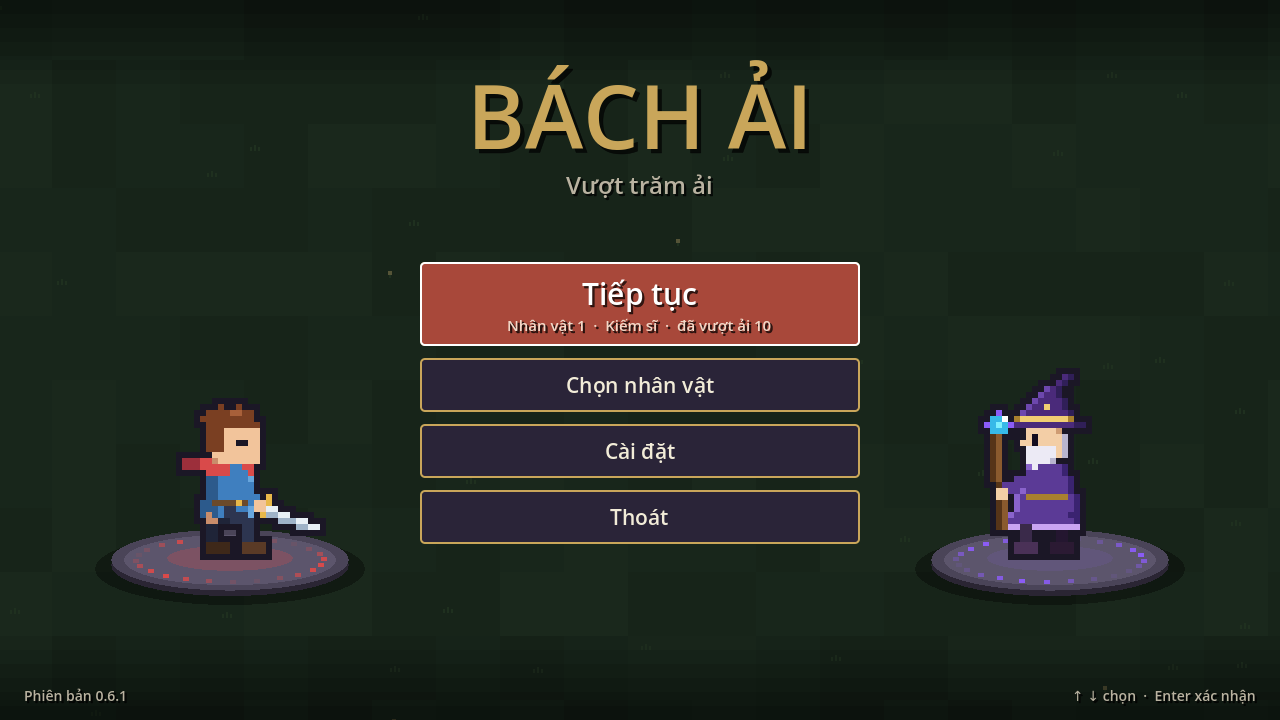 BÁCH ẢI
Vượt trăm ải
Tiếp tục
Nhân vật 1 · Kiếm sĩ · đã vượt ải 10
Chọn nhân vật
Cài đặt
Thoát
Phiên bản 0.6.1
↑ ↓ chọn · Enter xác nhận